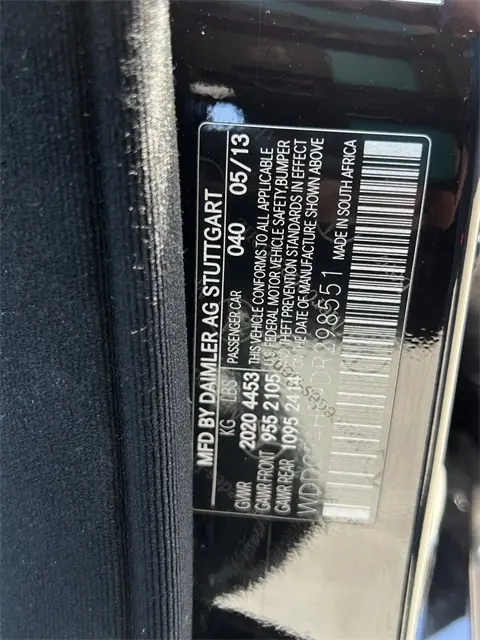 MFD BY DAIMLER AG STUTTGART
KG LBS PASSENGER CAR 040 05/13
GVWR 2020 4453 THIS VEHICLE CONFORMS TO ALL APPLICABLE
GAWR FRONT 955 2105 FEDERAL MOTOR VEHICLE SAFETY, BUMPER
GAWR REAR 1095 2414 AND THEFT PREVENTION STANDARDS IN EFFECT
ON THE DATE OF MANUFACTURE SHOWN ABOVE
MADE IN SOUTH AFRICA